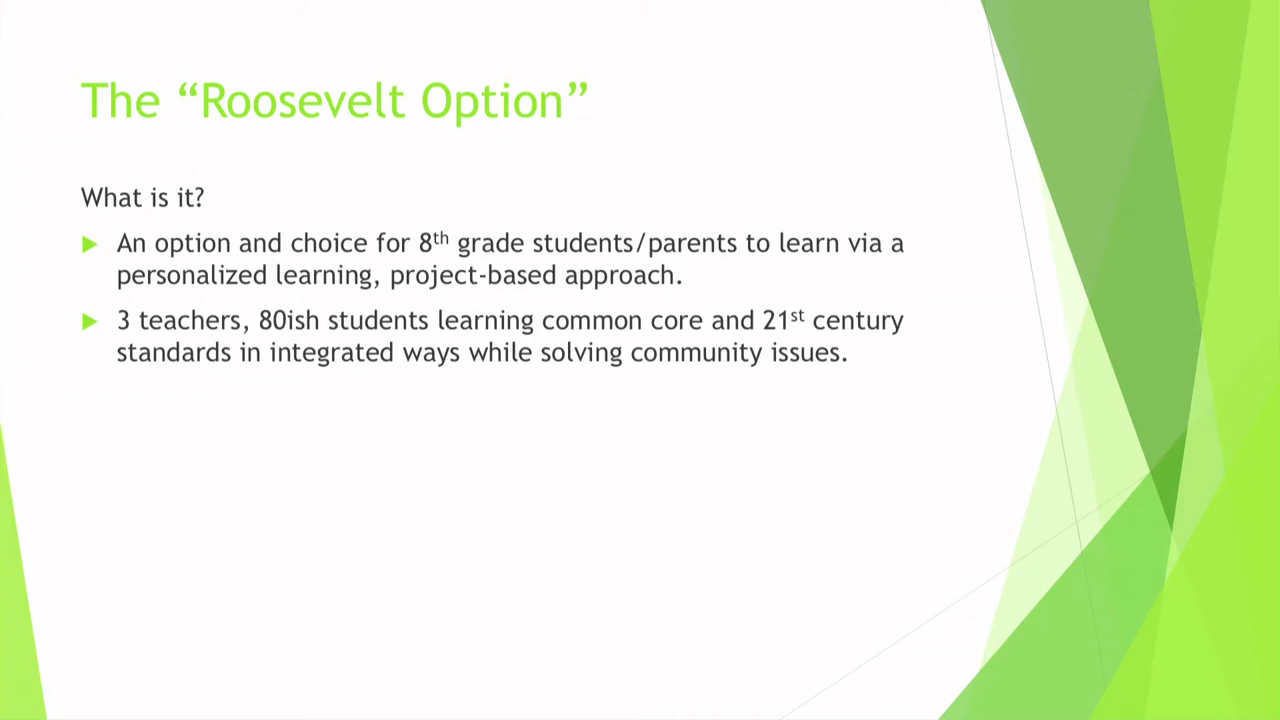 The “Roosevelt Option”
What is it?
An option and choice for 8th grade students/parents to learn via a
personalized learning, project-based approach.
3 teachers, 80ish students learning common core and 21st century
standards in integrated ways while solving community issues.